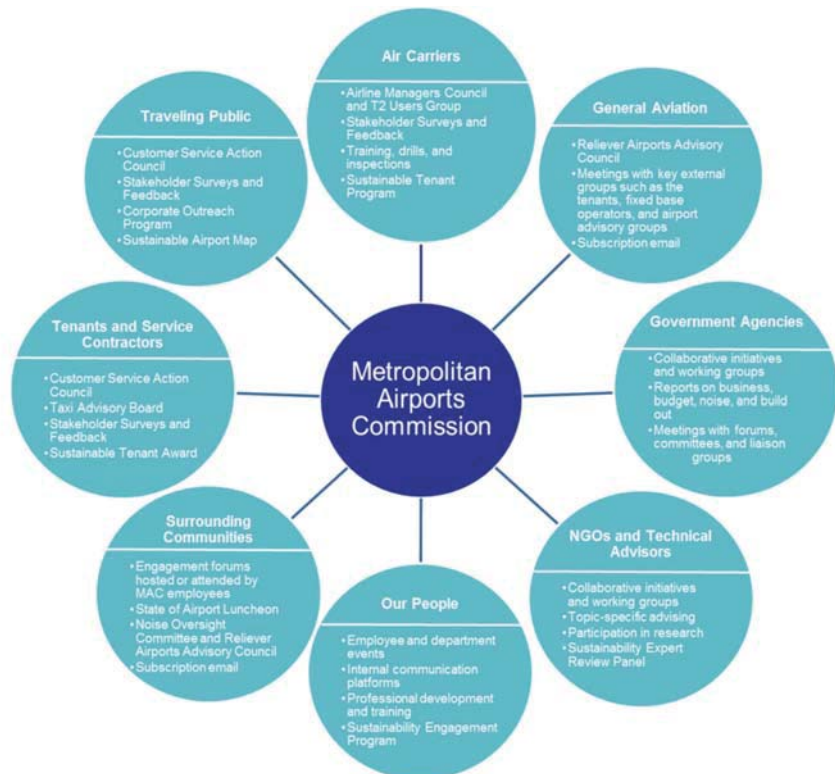 Air Carriers
•Airline Managers Council
and T2 Users Group
•Stakeholder Surveys and
Feedback
•Training, drills, and
inspections
•Sustainable Tenant
Program
General Aviation
•Reliever Airports Advisory
Council
•Meetings with key external
groups such as the
tenants, fixed base
operators, and airport
advisory groups
•Subscription email
Government Agencies
•Collaborative initiatives
and working groups
•Reports on business,
budget, noise, and build
out
•Meetings with forums,
committees, and liaison
groups
NGOs and Technical
Advisors
•Collaborative initiatives
and working groups
•Topic-specific advising
•Participation in research
•Sustainability Expert
Review Panel
Our People
•Employee and department
events
•Internal communication
platforms
•Professional development
and training
•Sustainability Engagement
Program
Surrounding
Communities
•Engagement forums
hosted or attended by
MAC employees
•State of Airport Luncheon
•Noise Oversight
Committee and Reliever
Airports Advisory Council
•Subscription email
Tenants and Service
Contractors
•Customer Service Action
Council
•Taxi Advisory Board
•Stakeholder Surveys and
Feedback
•Sustainable Tenant Award
Traveling Public
•Customer Service Action
Council
•Stakeholder Surveys and
Feedback
•Corporate Outreach
Program
•Sustainable Airport Map
Metropolitan
Airports
Commission